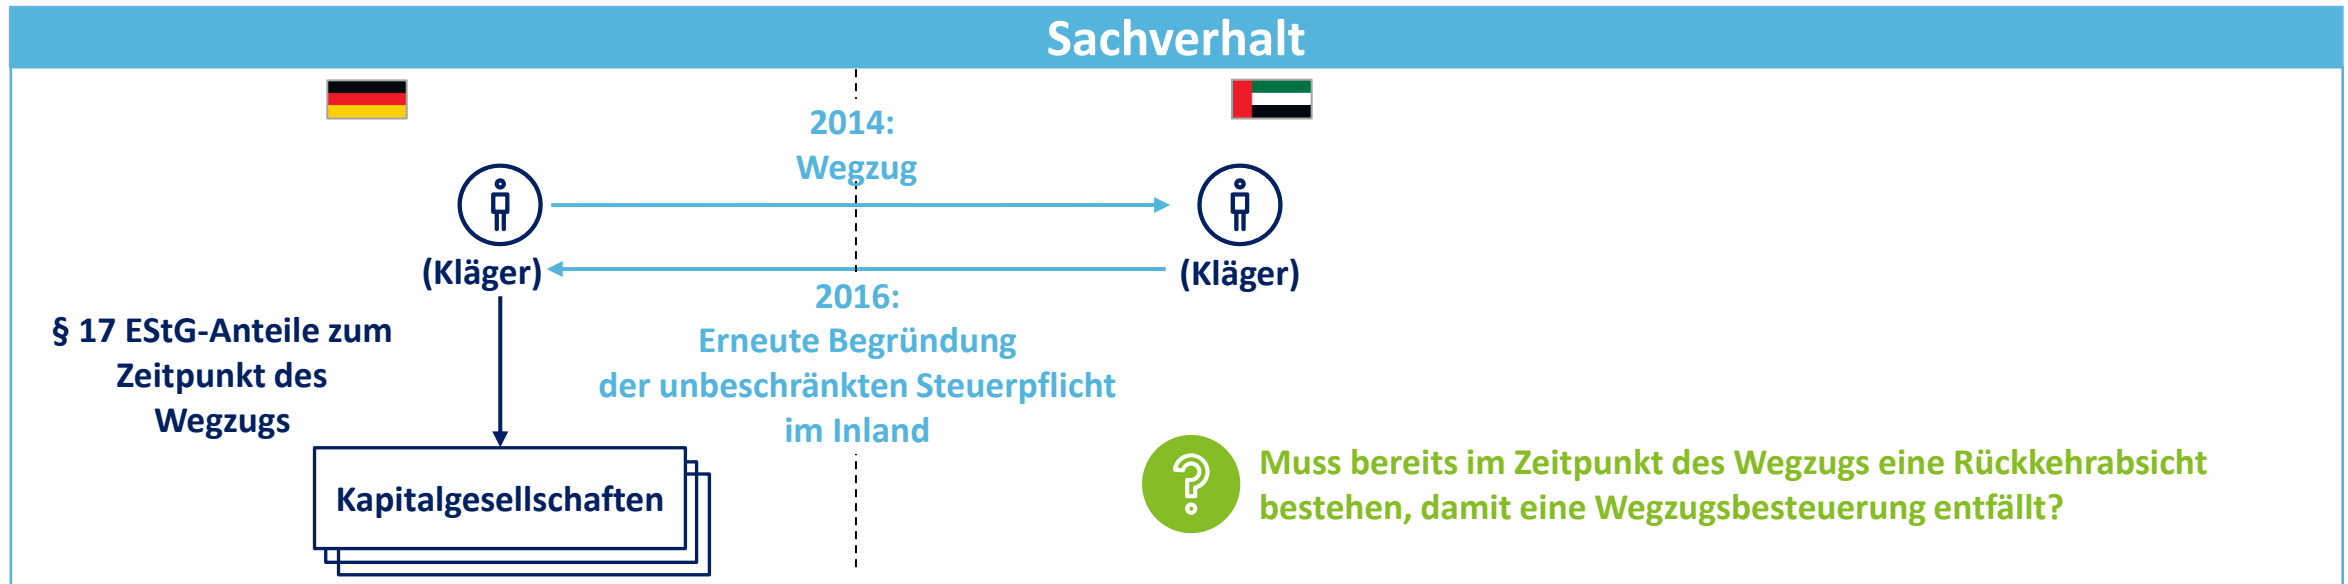 Sachverhalt
2014:
Wegzug
(Kläger)
(Kläger)
§ 17 EStG-Anteile zum
Zeitpunkt des
Wegzugs
2016:
Erneute Begründung
der unbeschränkten Steuerpflicht
im Inland
Kapitalgesellschaften
Muss bereits im Zeitpunkt des Wegzugs eine Rückkehrabsicht
bestehen, damit eine Wegzugsbesteuerung entfällt?